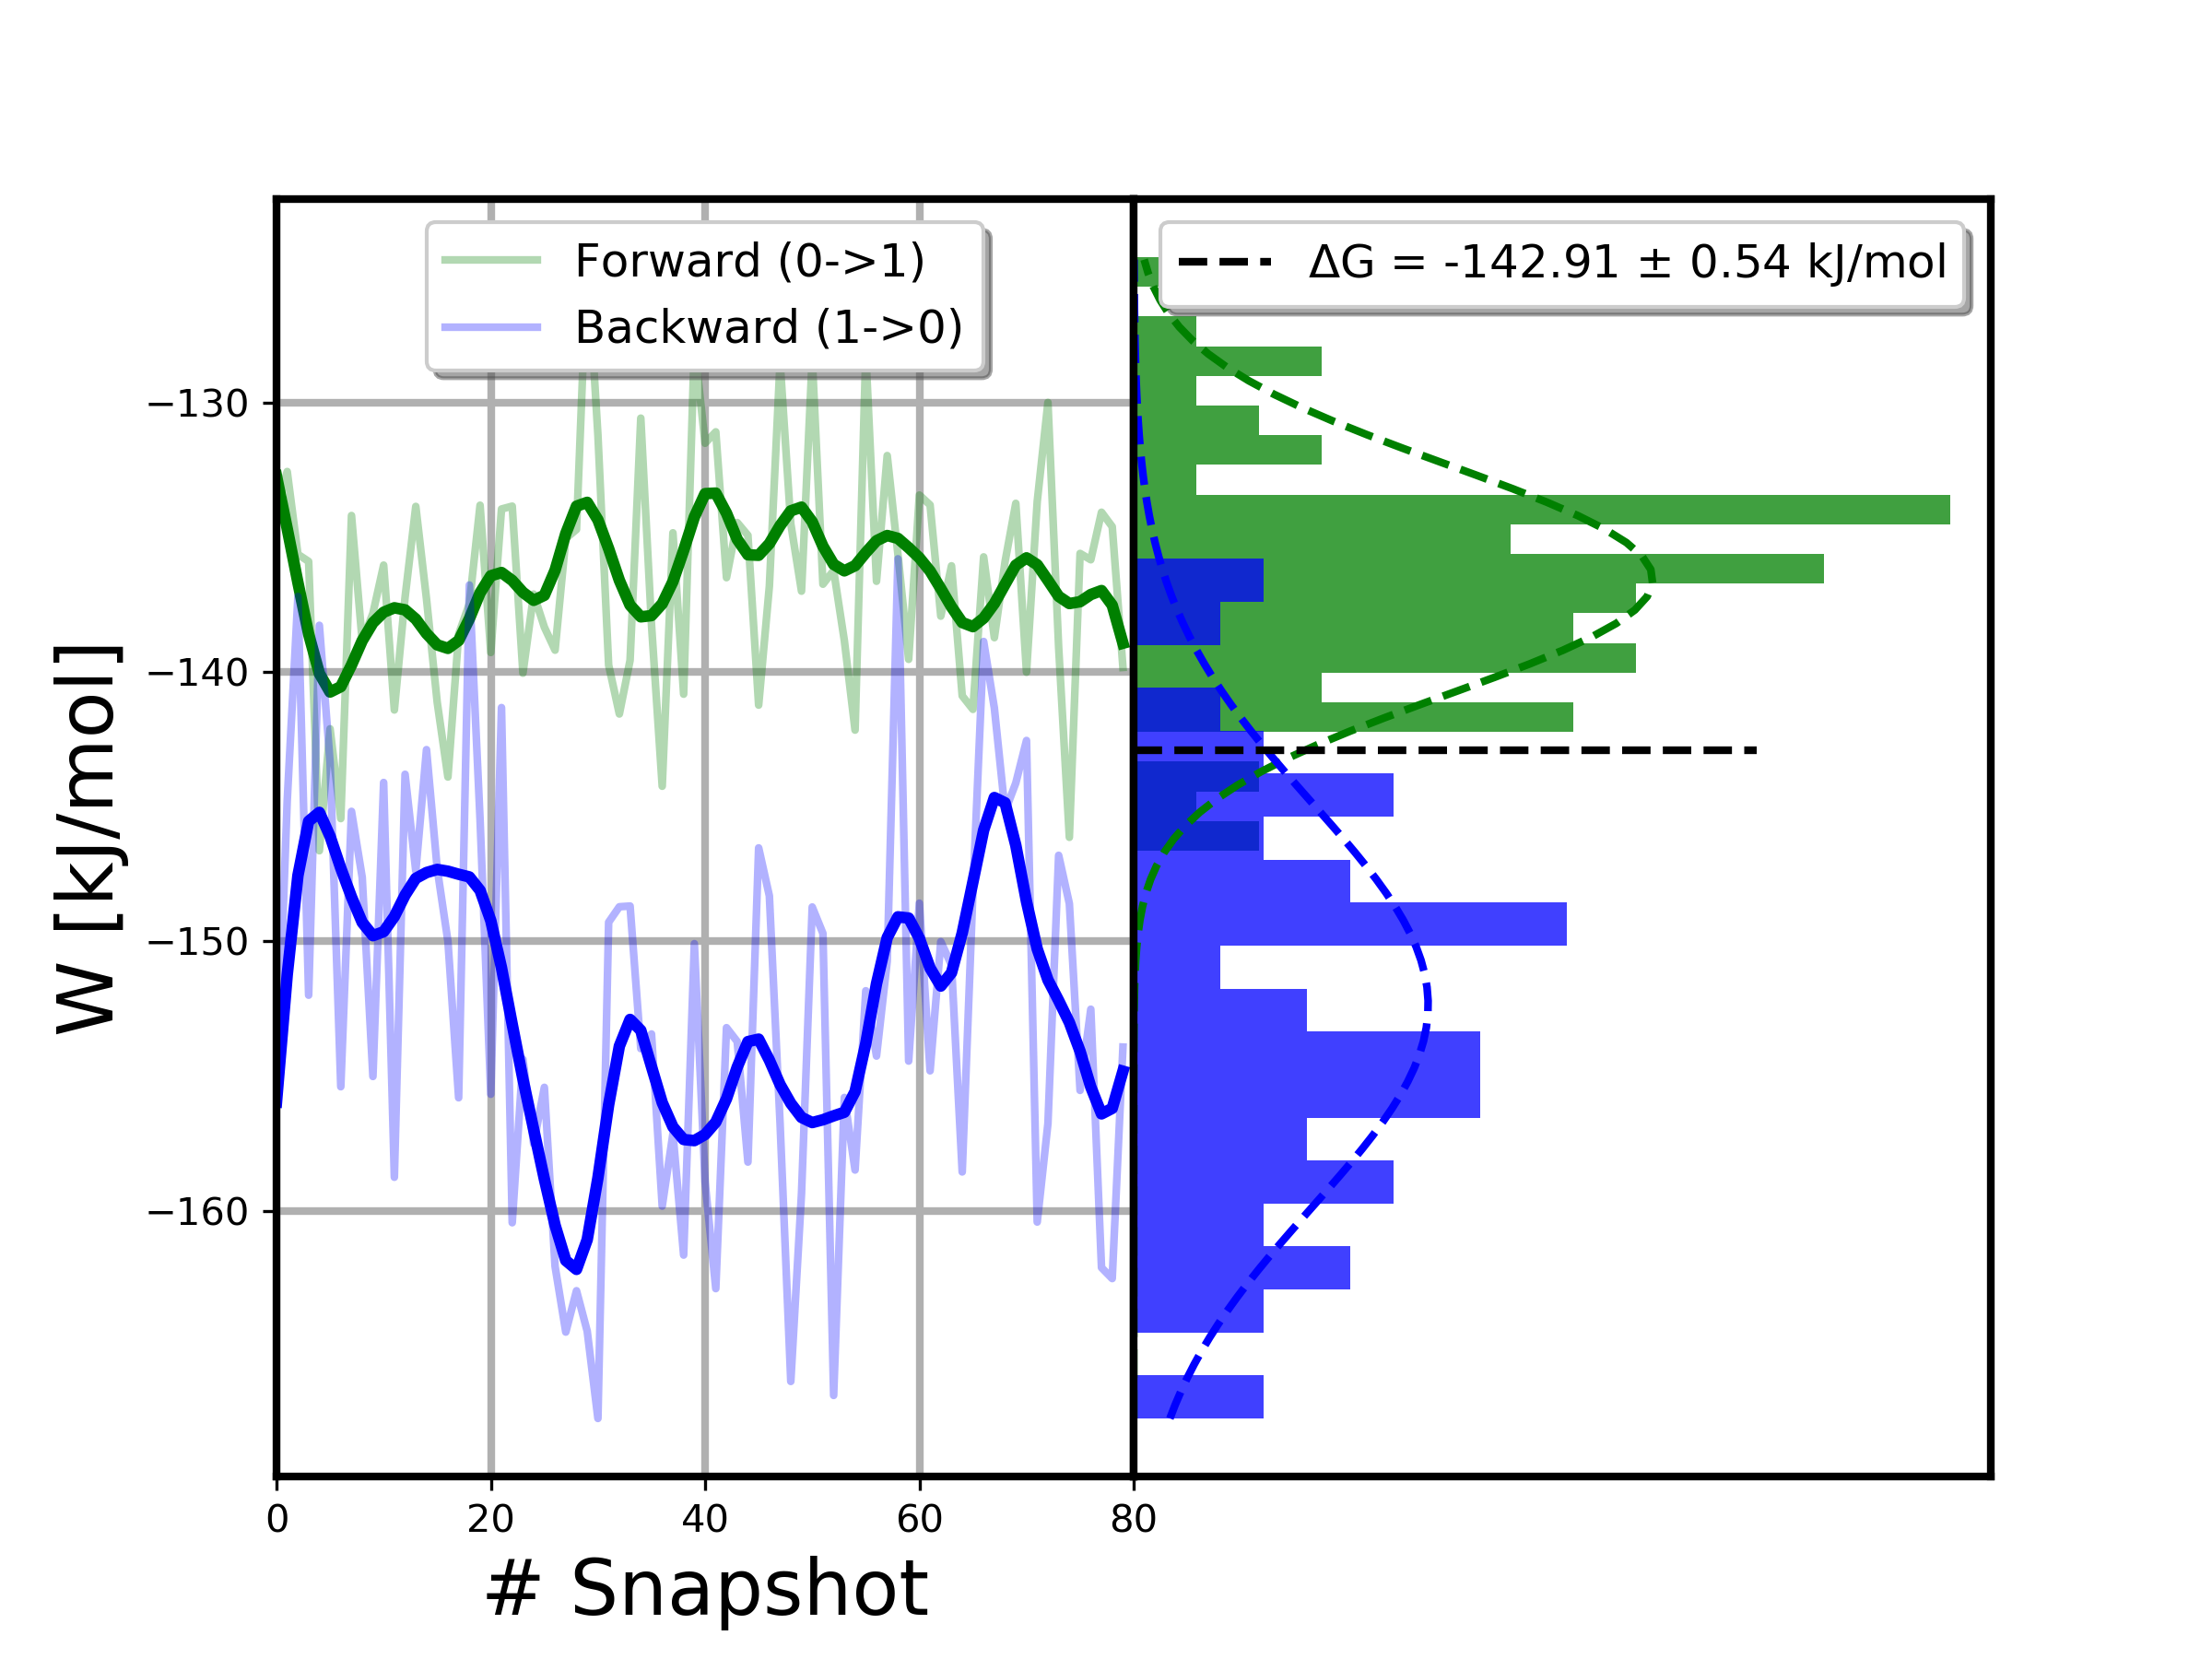 Forward (0->1)
Backward (1->0)
ΔG = -142.91 ± 0.54 kJ/mol
−130
−140
−150
−160
W [kJ/mol]
0 20 40 60 80
# Snapshot